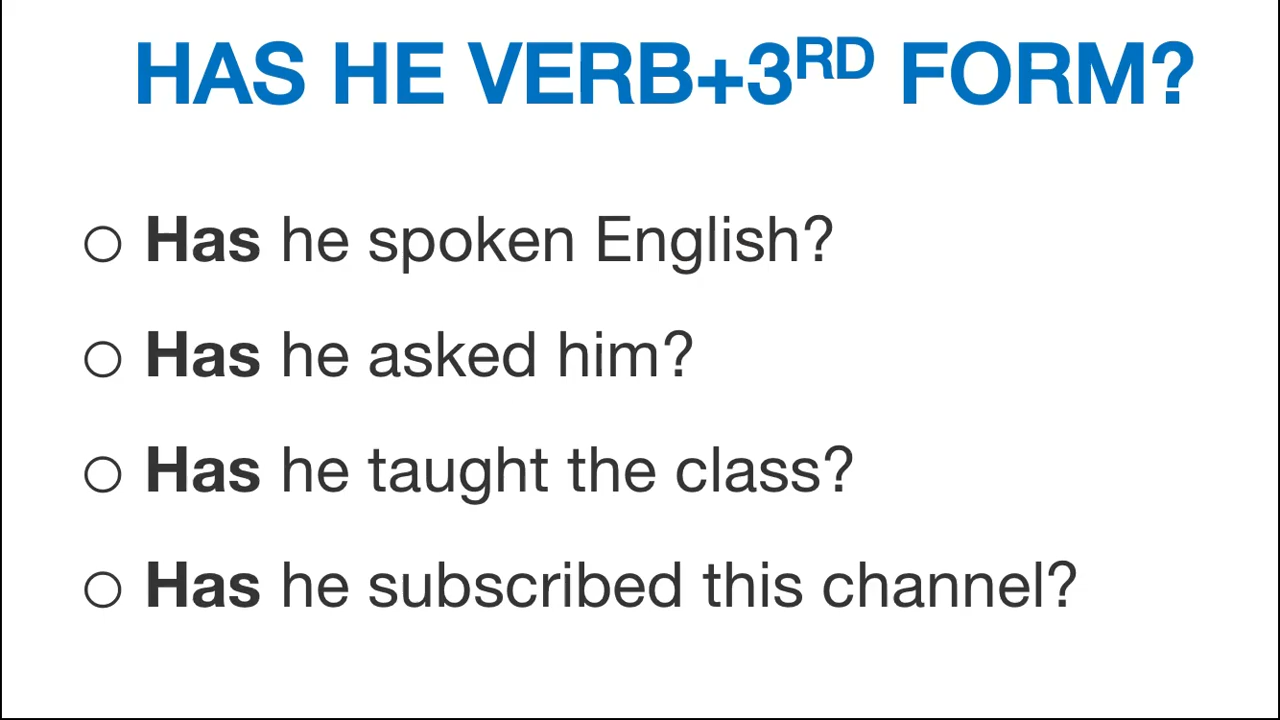 HAS HE VERB+3RD FORM?
Has he spoken English?
Has he asked him?
Has he taught the class?
Has he subscribed this channel?